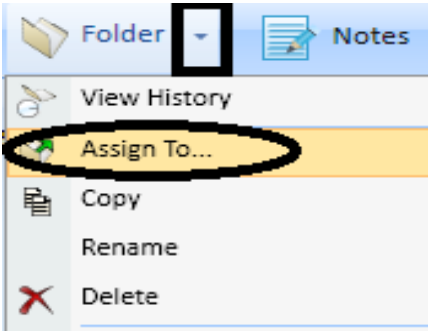 Folder Notes
View History
Assign To...
Copy
Rename
Delete